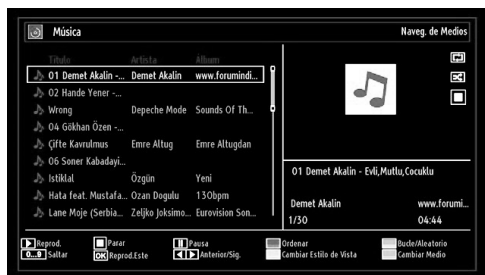 Música
Naveg. de Medios
Título Artista Álbum
01 Demet Akalin -... Demet Akalin www.forumindi...
02 Hande Yener -...
Wrong Depeche Mode Sounds Of Th...
04 Gökhan Özen -...
Çifte Kavrulmus Emre Altug Emre Altugdan
06 Soner Kabadayi...
Istiklal Özgün Yeni
Hata feat. Mustafa... Ozan Dogulu 130bpm
Lane Moje (Serbia... Zeljko Joksimo... Eurovision Son...
01 Demet Akalin - Evli,Mutlu,Cocuklu
Demet Akalin www.forumi...
1/30 04:44
Reprod. Parar Pausa Ordenar Bucle/Aleatorio
0...9 Saltar OK Reprod.Este Anterior/Sig. Cambiar Estilo de Vista Cambiar Medio